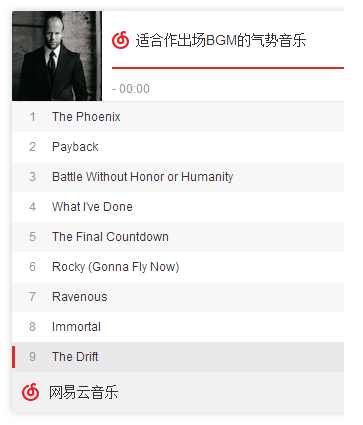 适合作出场BGM的气势音乐
- 00:00
1 The Phoenix
2 Payback
3 Battle Without Honor or Humanity
4 What I've Done
5 The Final Countdown
6 Rocky (Gonna Fly Now)
7 Ravenous
8 Immortal
9 The Drift
网易云音乐